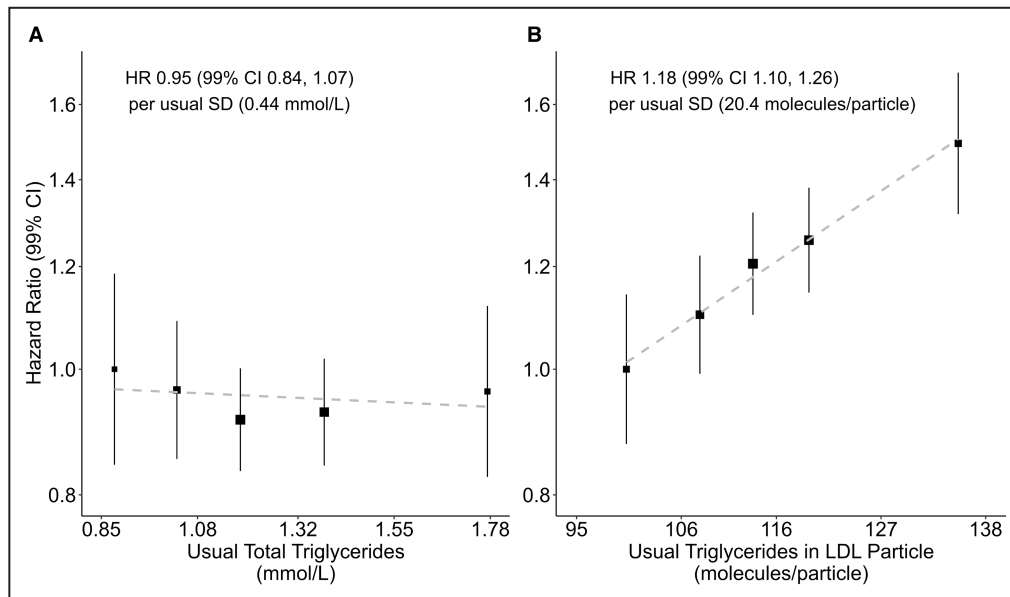 A
HR 0.95 (99% CI 0.84, 1.07)
per usual SD (0.44 mmol/L)
Hazard Ratio (99% CI)
1.6
1.4
1.2
1.0
0.8
0.85 1.08 1.32 1.55 1.78
Usual Total Triglycerides
(mmol/L)
B
HR 1.18 (99% CI 1.10, 1.26)
per usual SD (20.4 molecules/particle)
1.6
1.4
1.2
1.0
0.8
95 106 116 127 138
Usual Triglycerides in LDL Particle
(molecules/particle)